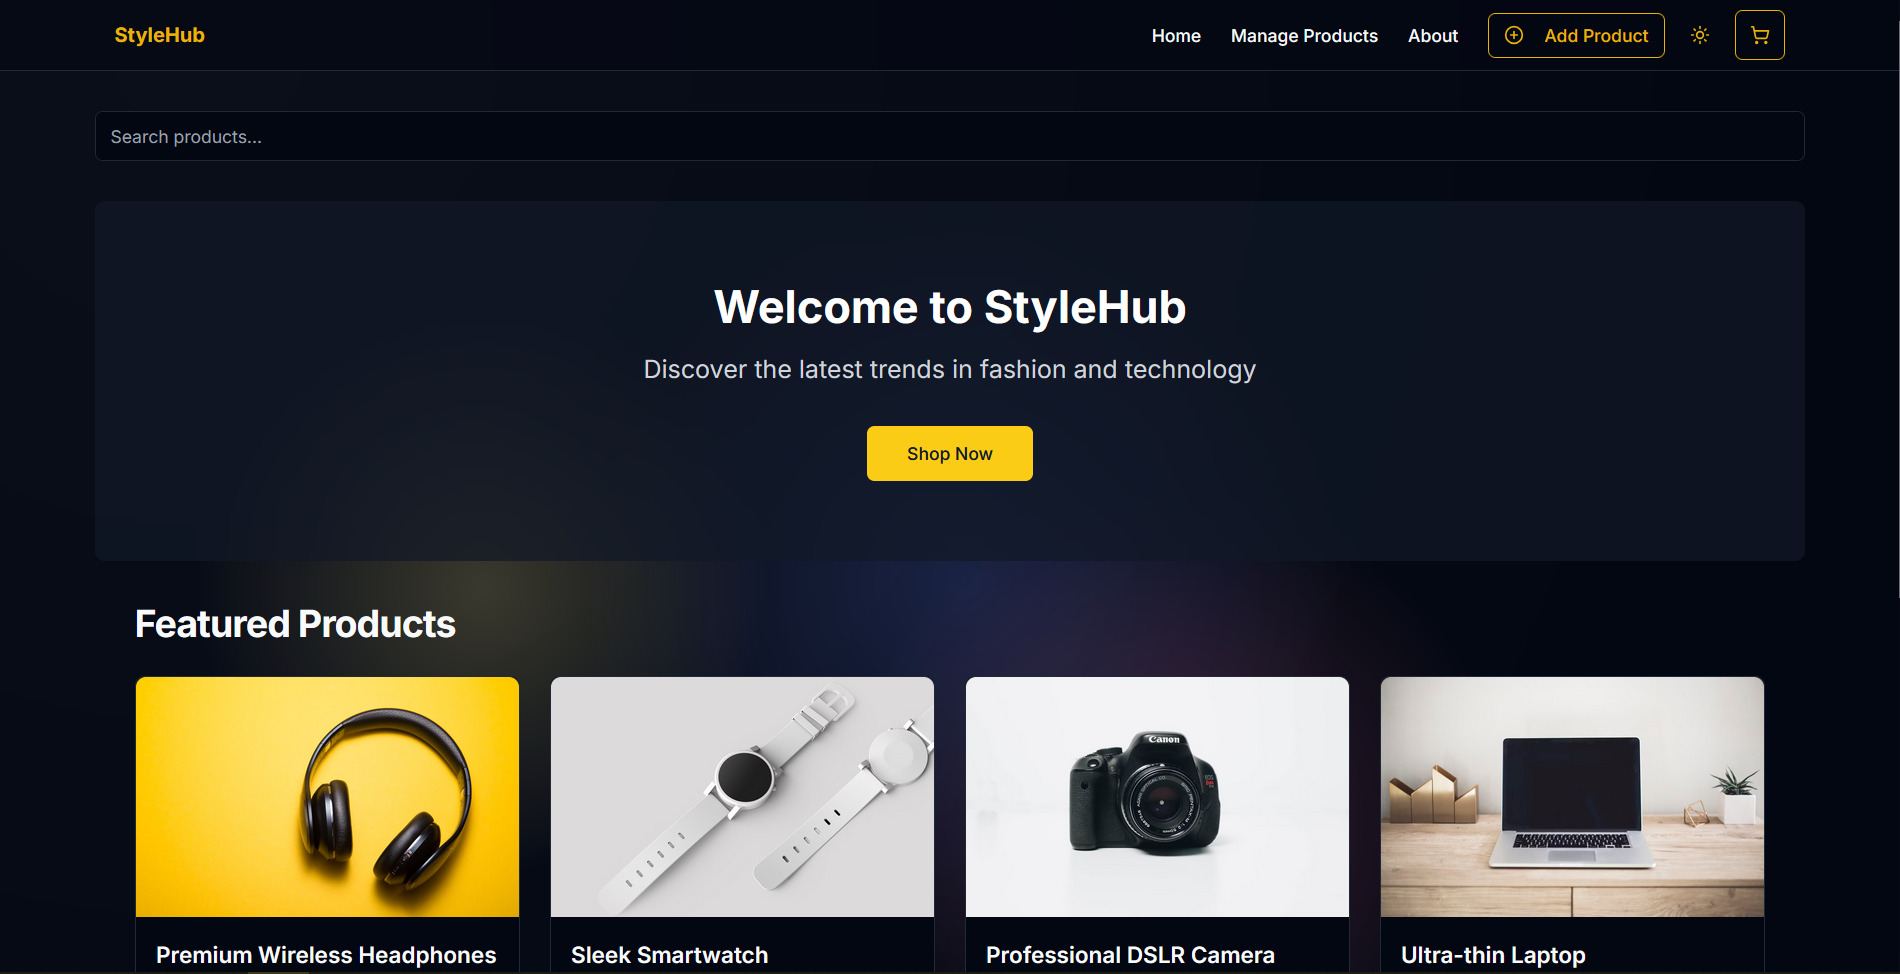 StyleHub
Home
Manage Products
About
Add Product
Search products...
Welcome to StyleHub
Discover the latest trends in fashion and technology
Shop Now
Featured Products
Canon
Premium Wireless Headphones
Sleek Smartwatch
Professional DSLR Camera
Ultra-thin Laptop